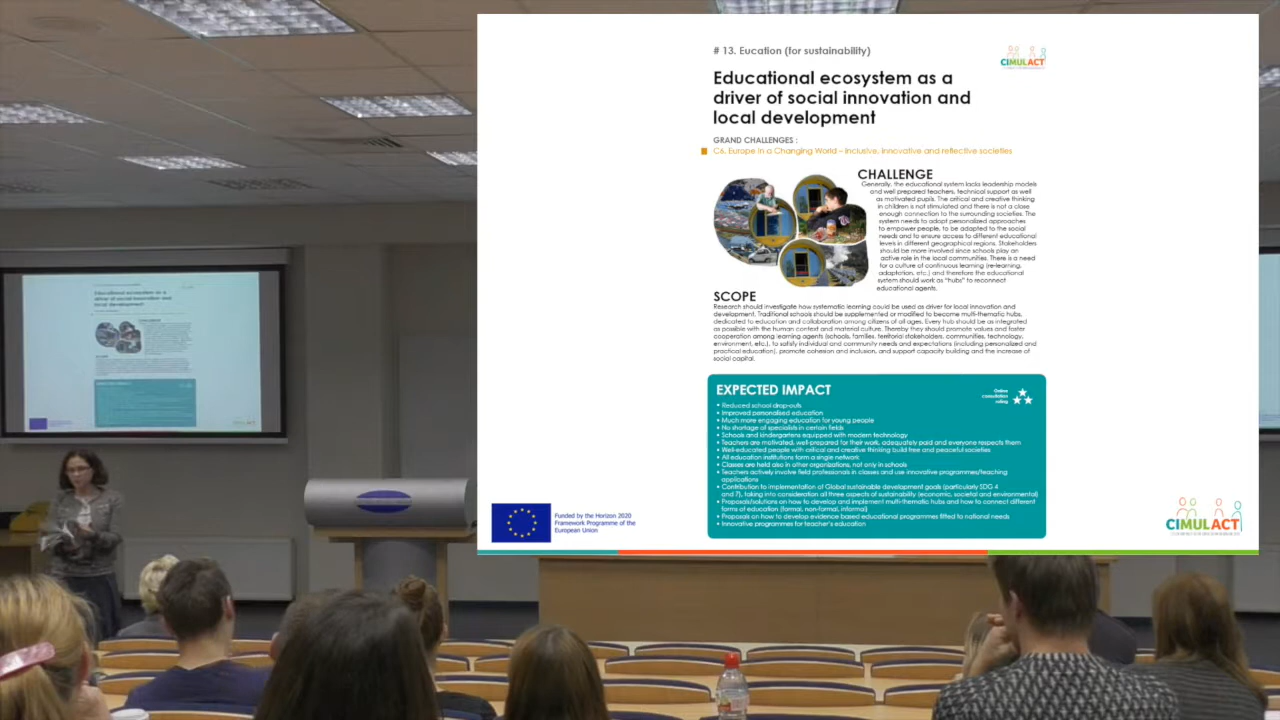 # 13. Eucation (for sustainability)
CIMULACT
Educational ecosystem as a
driver of social innovation and
local development
GRAND CHALLENGES :
C6. Europe in a Changing World – inclusive, innovative and reflective societies
CHALLENGE
Generally, the educational system lacks leadership models
and well prepared teachers, technical support as well
as motivated pupils. The critical and creative thinking
in children is not stimulated and there is not a close
enough connection to the surrounding societies. The
system needs to adopt personalized approaches
to empower people, to be adapted to the social
needs and to ensure access to different educational
levels in different geographical regions. Stakeholders
should be more involved since schools play an
active role in the local communities. There is a need
for a culture of continuous learning (re-learning,
adaptation, etc.) and therefore the educational
system should work as "hubs" to reconnect
educational agents.
SCOPE
Research should investigate how systematic learning could be used as driver for local innovation and
development. Traditional schools should be supplemented or modified to become multi-thematic hubs,
dedicated to education and collaboration among citizens of all ages. Every hub should be as integrated
as possible with the human context and material culture. Thereby they should promote values and foster
cooperation among learning agents (schools, families, territorial stakeholders, communities, technology,
environment, etc.), to satisfy individual and community needs and expectations (including personalized and
practical education), promote cohesion and inclusion, and support capacity building and the increase of
social capital.
EXPECTED IMPACT
Online
consultation
rating
• Reduced school drop-outs
• Improved personalised education
• Much more engaging education for young people
• No shortage of specialists in certain fields
• Schools and kindergartens equipped with modern technology
• Teachers are motivated, well-prepared for their work, adequately paid and everyone respects them
• Well-educated people with critical and creative thinking build free and peaceful societies
• All education institutions form a single network
• Classes are held also in other organizations, not only in schools
• Teachers actively involve field professionals in classes and use innovative programmes/teaching
applications
• Contribution to implementation of Global sustainable development goals (particularly SDG 4
and 7), taking into consideration all three aspects of sustainability (economic, societal and environmental)
• Proposals/solutions on how to develop and implement multi-thematic hubs and how to connect different
forms of education (formal, non-formal, informal)
• Proposals on how to develop evidence based educational programmes fitted to national needs
• Innovative programmes for teacher's education
Funded by the Horizon 2020
Framework Programme of the
European Union
CIMULACT
Educational ecosystem as a
driver of social innovation and
local development